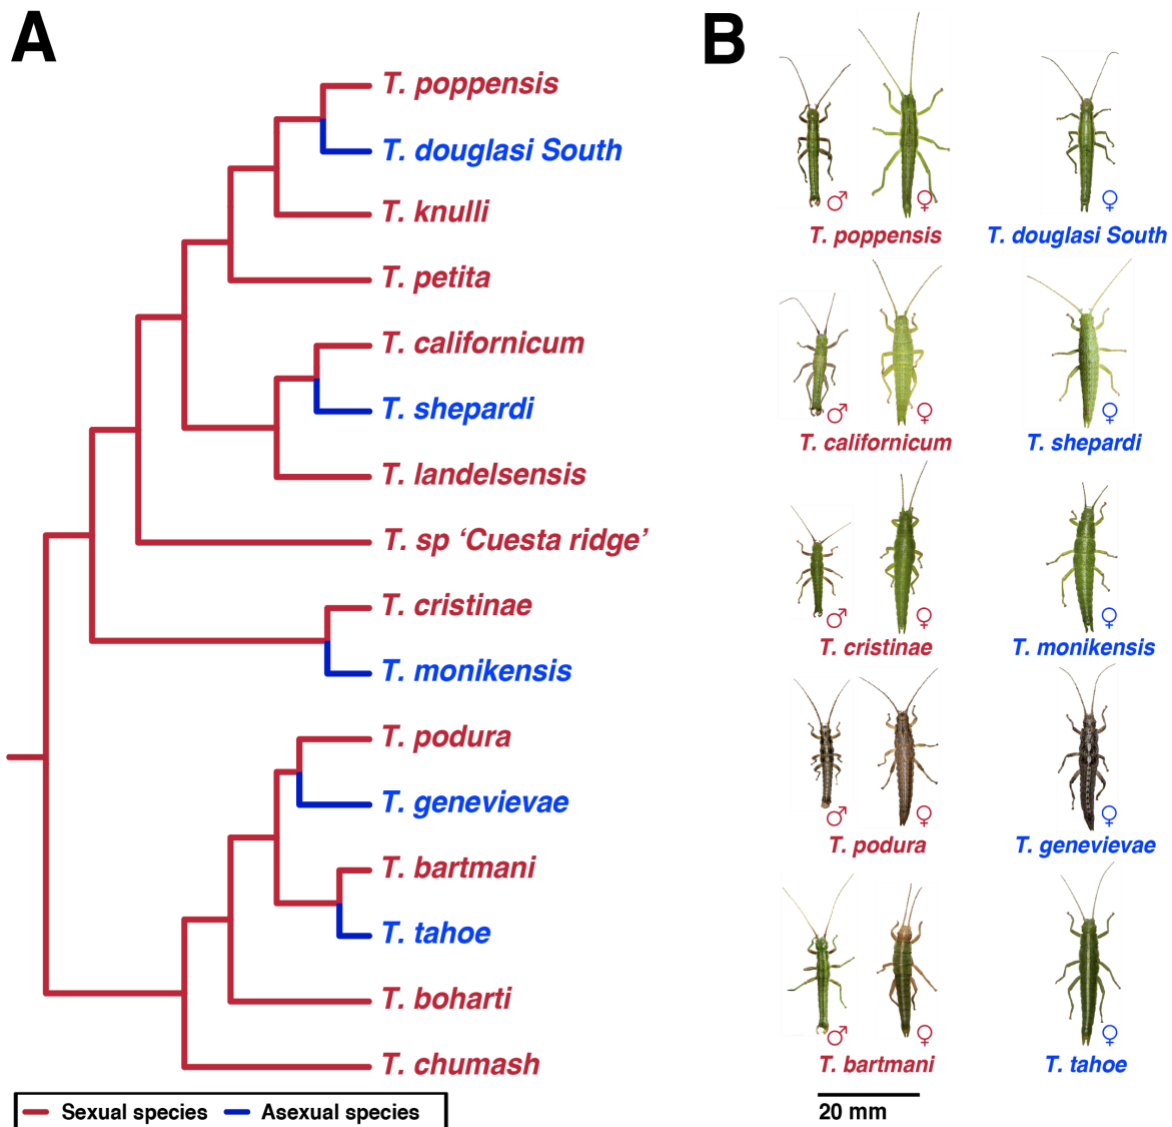 A
T. poppensis
T. douglasi South
T. knulli
T. petita
T. californicum
T. shepardi
T. landelsensis
T. sp ‘Cuesta ridge’
T. cristinae
T. monikensis
T. podura
T. genevievae
T. bartmani
T. tahoe
T. boharti
T. chumash
Sexual species Asexual species
B
♂ ♀ ♀
T. poppensis T. douglasi South
♂ ♀ ♀
T. californicum T. shepardi
♂ ♀ ♀
T. cristinae T. monikensis
♂ ♀ ♀
T. podura T. genevievae
♂ ♀ ♀
T. bartmani T. tahoe
20 mm